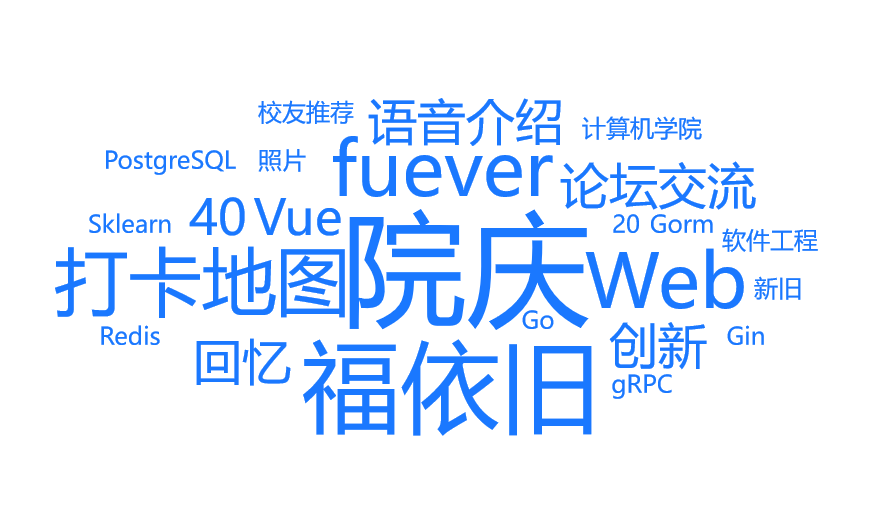 校友推荐
语音介绍
计算机学院
PostgreSQL
照片
fuever
论坛交流
Sklearn
40
Vue
院庆
20
Gorm
软件工程
打卡地图
Web
新旧
Go
Redis
回忆
福依旧
创新
Gin
gRPC